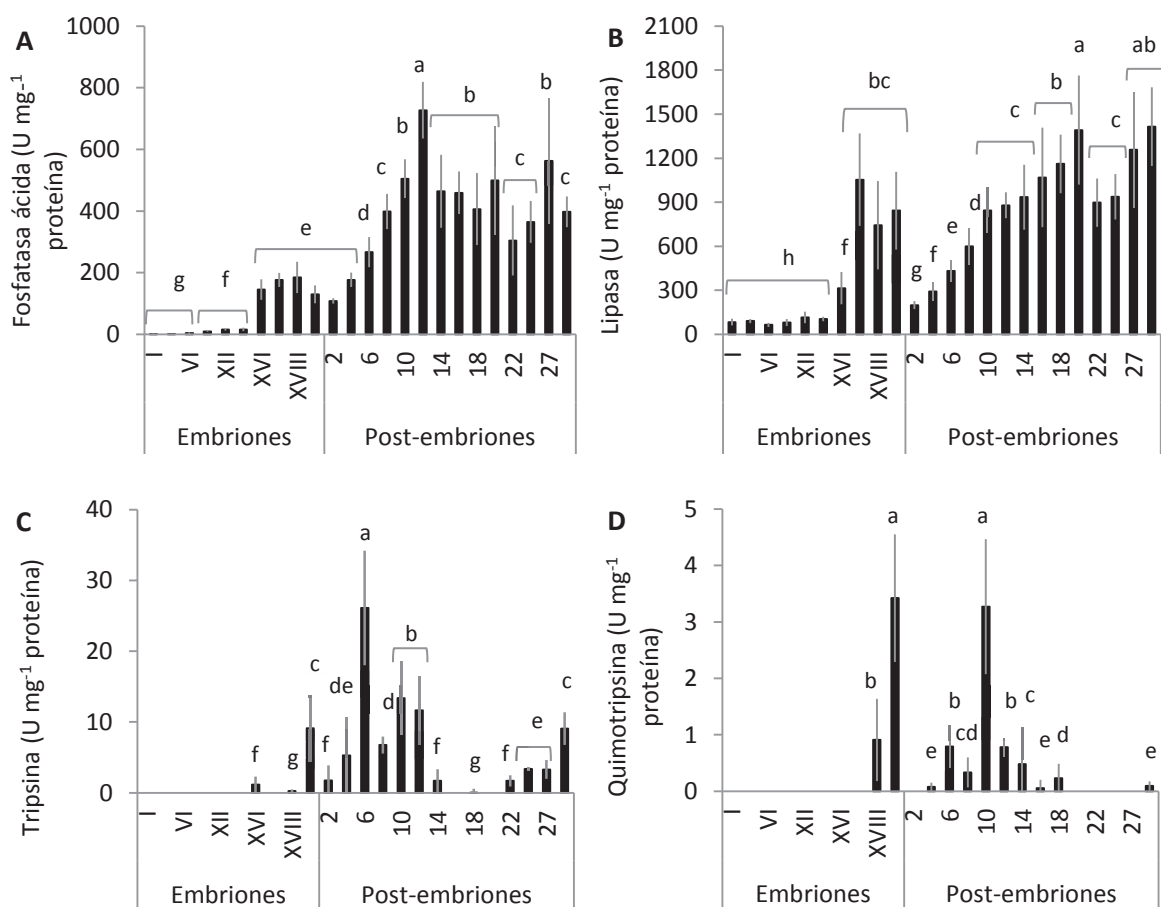 A
Fosfatasa ácida (U mg-1
proteína)
1000
800
600
400
200
0
g
f
e
d
c
b
a
b
c
b
c
I
VI
XII
XVI
XVIII
2
6
10
14
18
22
27
Embriones
Post-embriones
B
Lipasa (U mg-1 proteína)
2100
1800
1500
1200
900
600
300
0
h
f
bc
g
f
e
d
c
b
a
c
ab
I
VI
XII
XVI
XVIII
2
6
10
14
18
22
27
Embriones
Post-embriones
C
Tripsina (U mg-1 proteína)
40
30
20
10
0
f
g
c
f
de
a
d
b
f
g
f
e
c
I
VI
XII
XVI
XVIII
2
6
10
14
18
22
27
Embriones
Post-embriones
D
Quimotripsina (U mg-1
proteína)
5
4
3
2
1
0
b
a
e
b
cd
a
b
c
e
d
e
I
VI
XII
XVI
XVIII
2
6
10
14
18
22
27
Embriones
Post-embriones